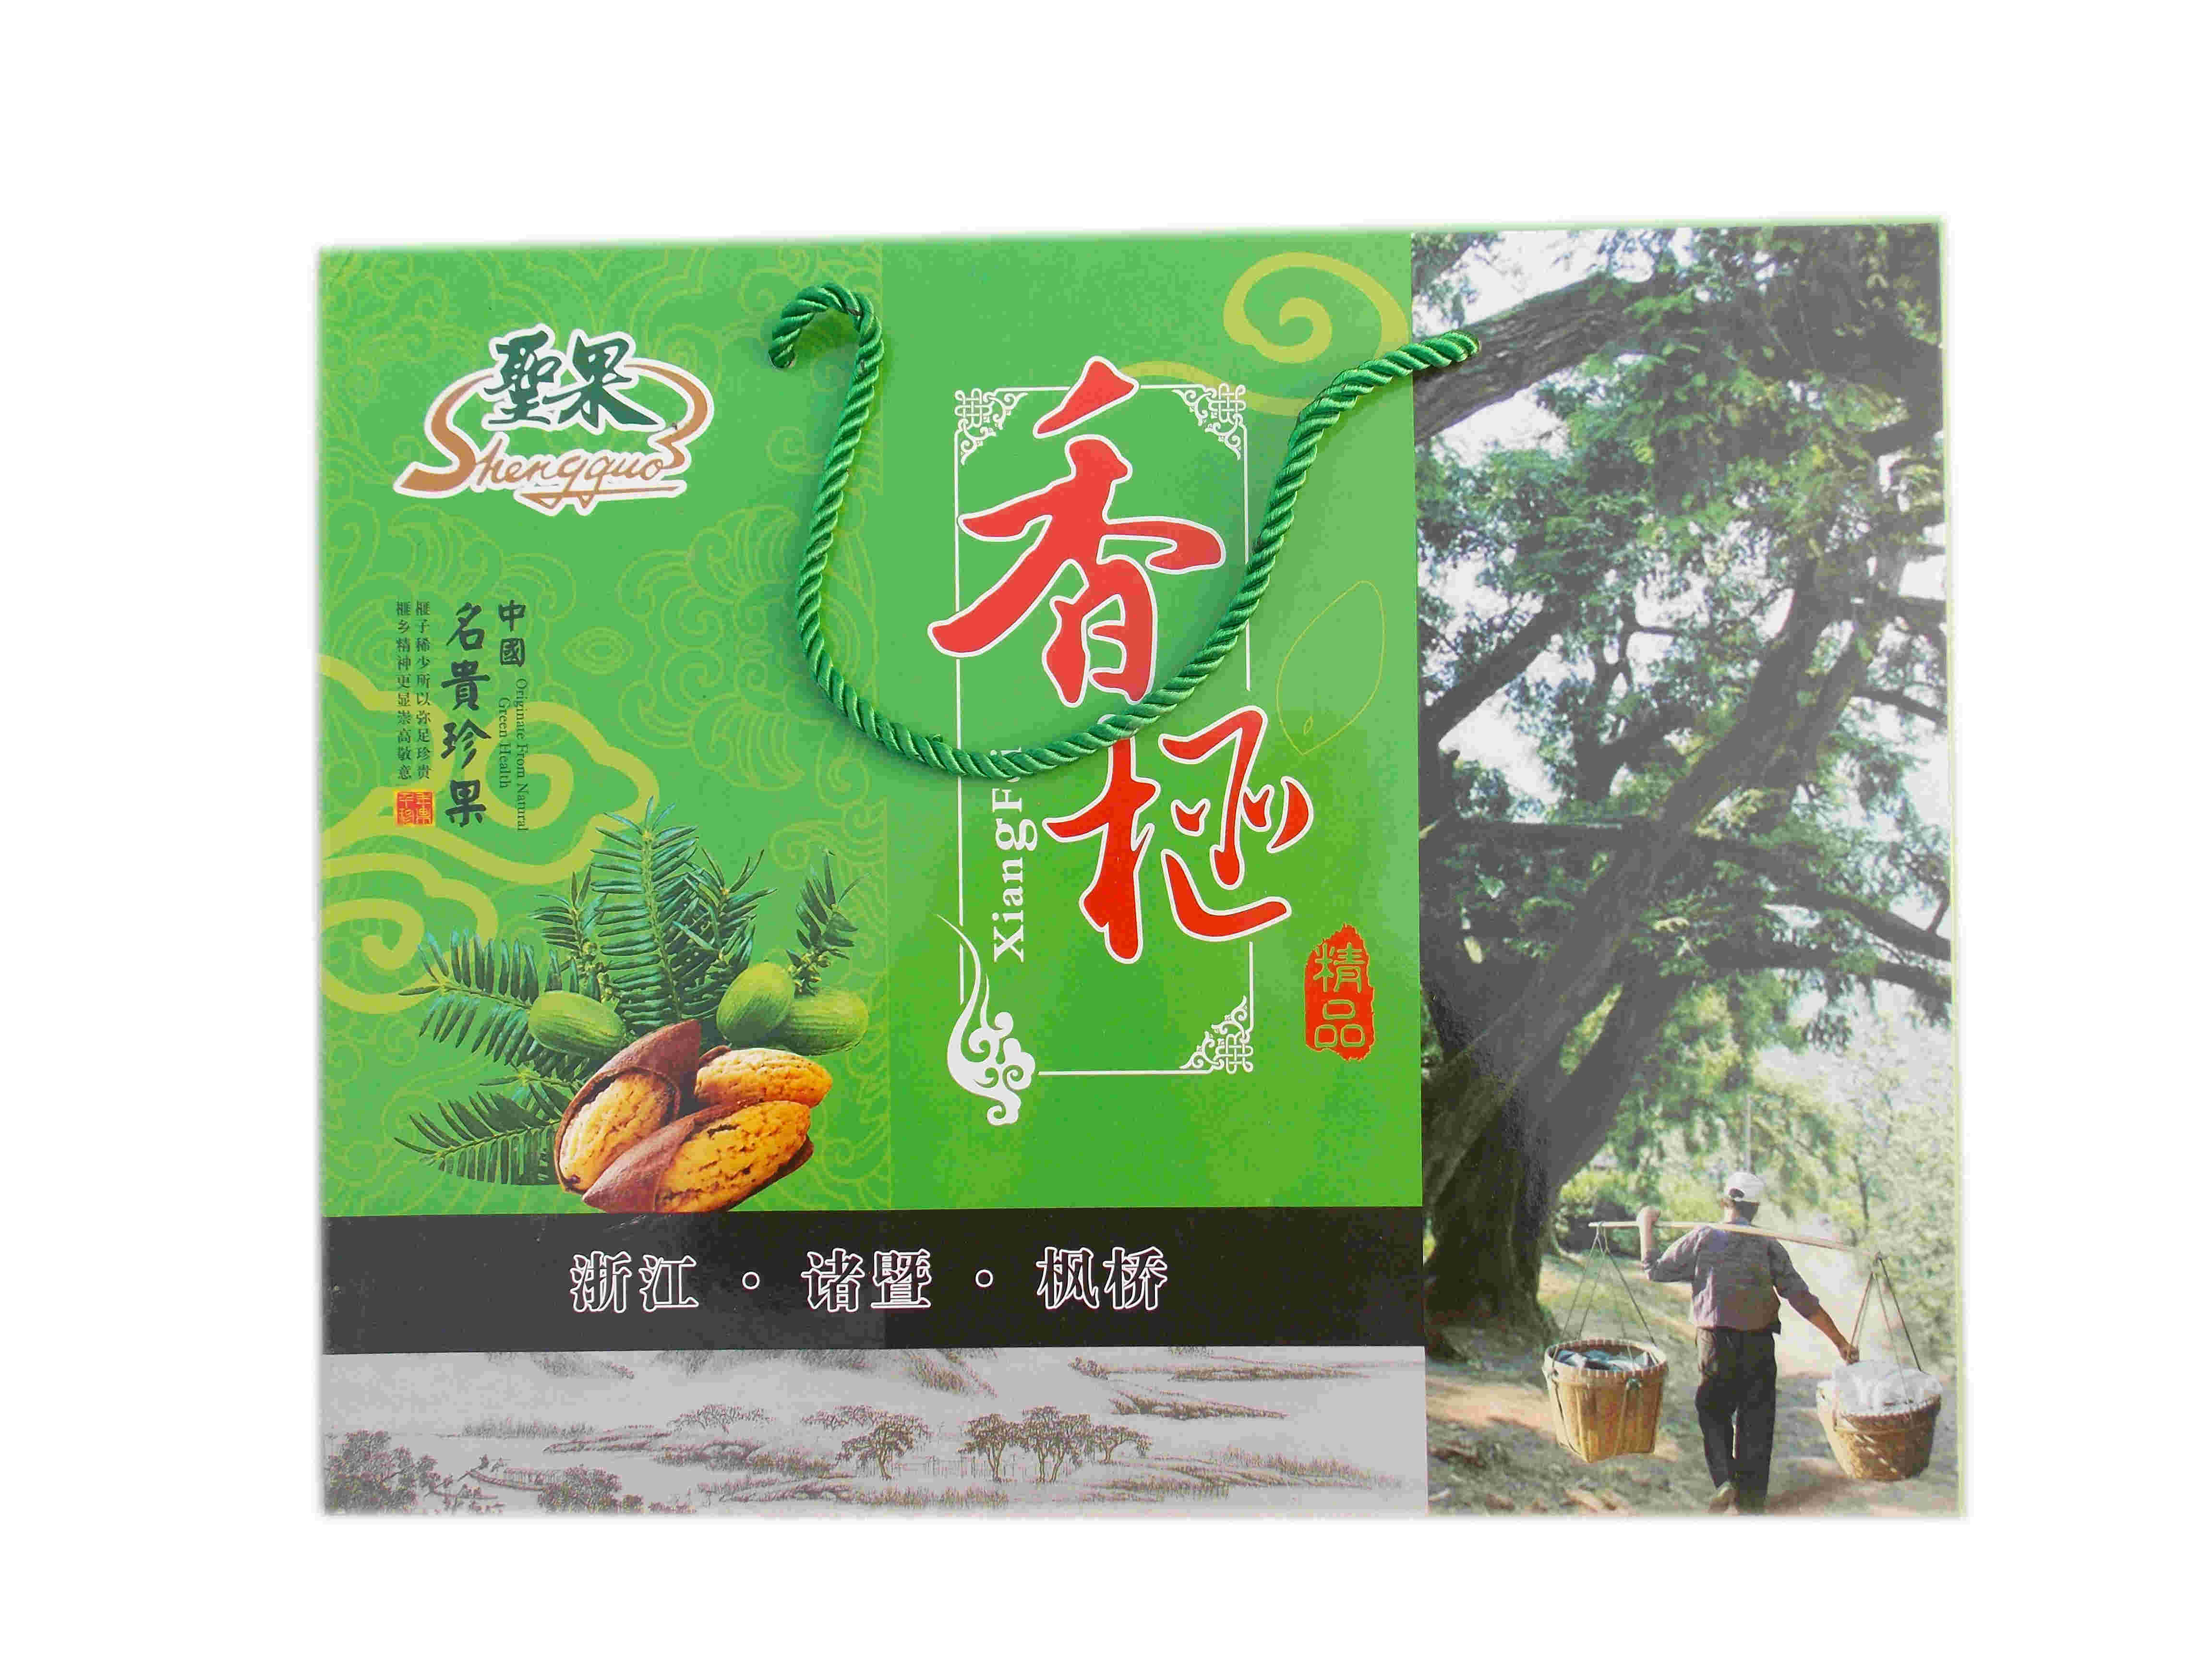 聖果
Shengguo
中國
名貴珍果
Originate From Natural
Green Health
榧子稀少所以弥足珍贵
榧乡精神更显崇高敬意
香榧
XiangF
精品
浙江 · 诸暨 · 枫桥